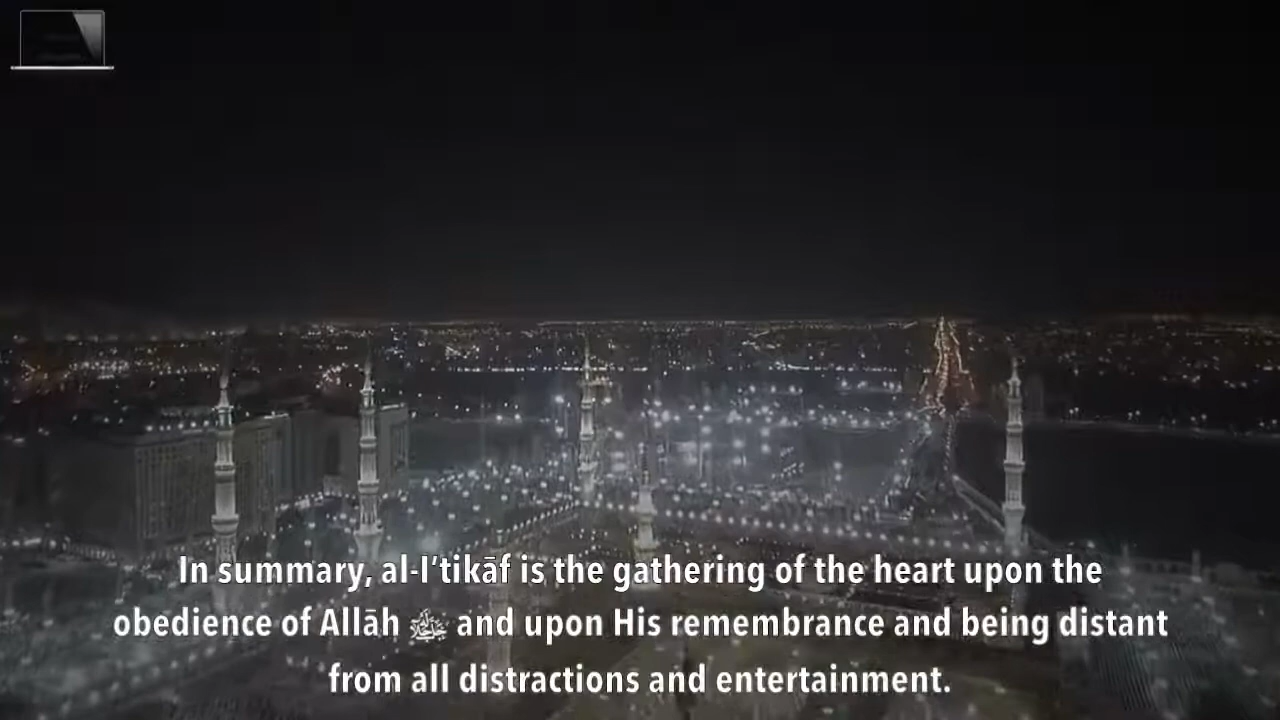 In summary, al-I’tikāf is the gathering of the heart upon the
obedience of Allāh ﷻ and upon His remembrance and being distant
from all distractions and entertainment.